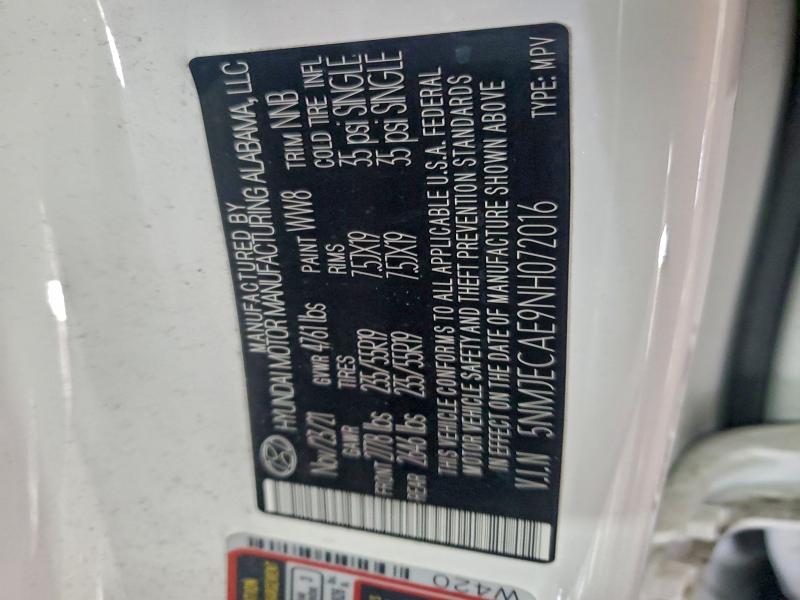 MANUFACTURED BY
HYUNDAI MOTOR MANUFACTURING ALABAMA, LLC
Nov/23/21 GVWR 4761 lbs PAINT WW8 TRIM NNB
GAWR TIRES RIMS COLD TIRE INFL
FRONT 2778 lbs 235/55R19 7.5JX19 35 psi SINGLE
REAR 2646 lbs 235/55R19 7.5JX19 35 psi SINGLE
THIS VEHICLE CONFORMS TO ALL APPLICABLE U.S.A. FEDERAL
MOTOR VEHICLE SAFETY AND THEFT PREVENTION STANDARDS
IN EFFECT ON THE DATE OF MANUFACTURE SHOWN ABOVE
V.I.N 5NMJECAE9NH072016 TYPE: MPV
W420